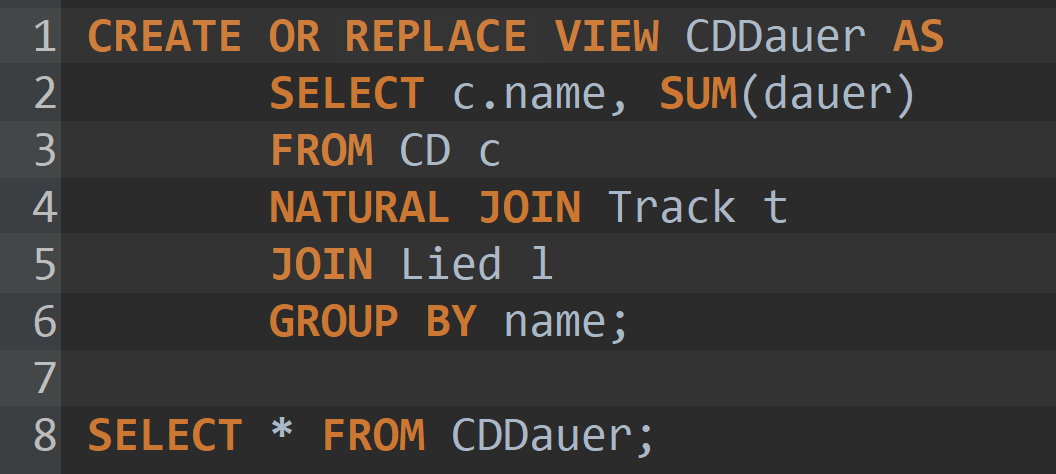 1 CREATE OR REPLACE VIEW CDDauer AS
2 SELECT c.name, SUM(dauer)
3 FROM CD c
4 NATURAL JOIN Track t
5 JOIN Lied l
6 GROUP BY name;
7
8 SELECT * FROM CDDauer;